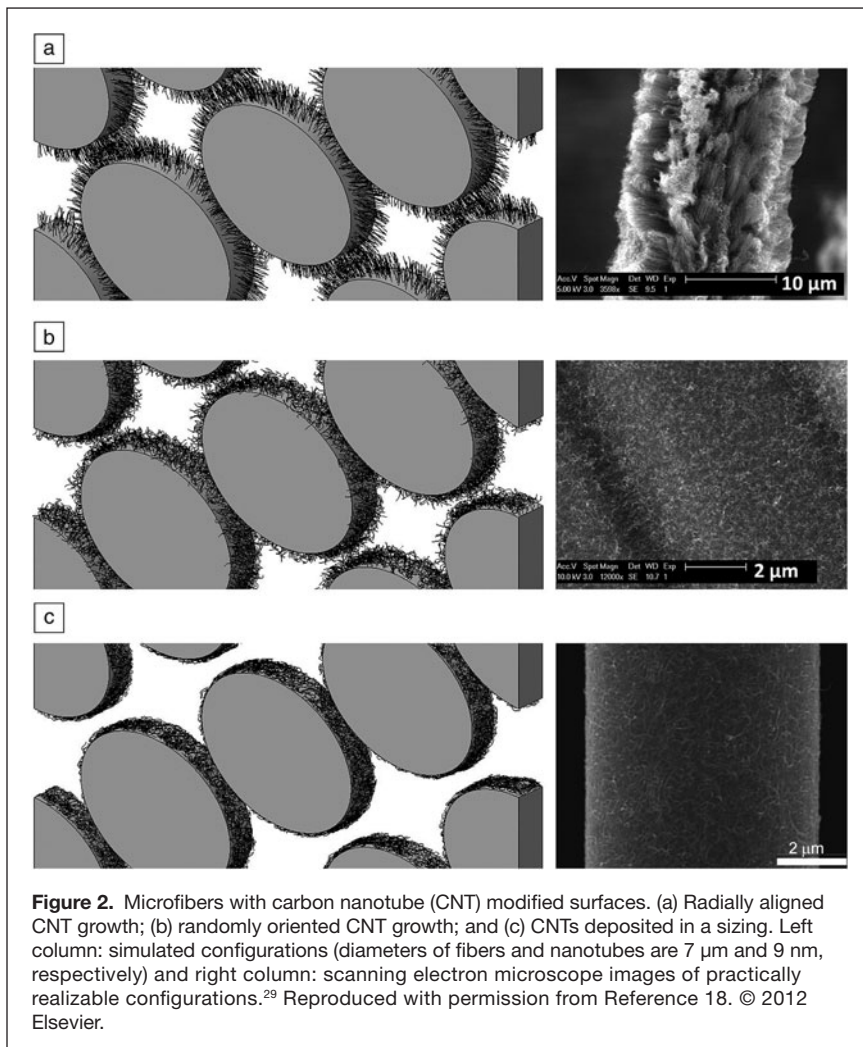 a
Acc.V Spot Magn Det WD Exp
5.00 kV 3.0 3598x SE 9.5 1
10 µm
b
Acc.V Spot Magn Det WD Exp
10.0 kV 3.0 12000x SE 10.7 1
2 µm
c
2 µm
Figure 2. Microfibers with carbon nanotube (CNT) modified surfaces. (a) Radially aligned
CNT growth; (b) randomly oriented CNT growth; and (c) CNTs deposited in a sizing. Left
column: simulated configurations (diameters of fibers and nanotubes are 7 µm and 9 nm,
respectively) and right column: scanning electron microscope images of practically
realizable configurations.²⁹ Reproduced with permission from Reference 18. © 2012
Elsevier.